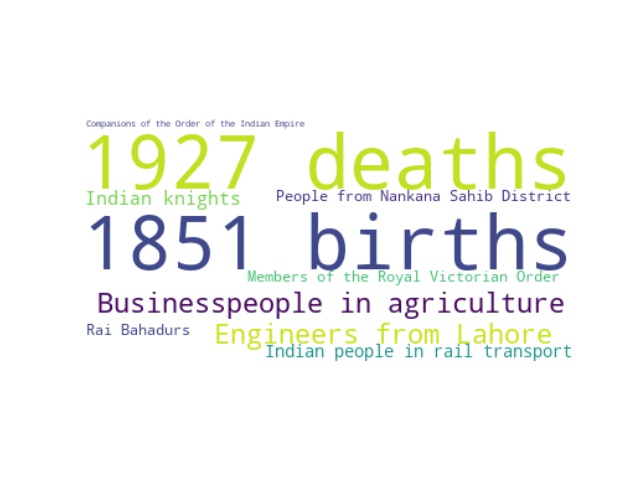 Companions of the Order of the Indian Empire
1927 deaths
Indian knights
People from Nankana Sahib District
1851 births
Members of the Royal Victorian Order
Businesspeople in agriculture
Rai Bahadurs
Engineers from Lahore
Indian people in rail transport